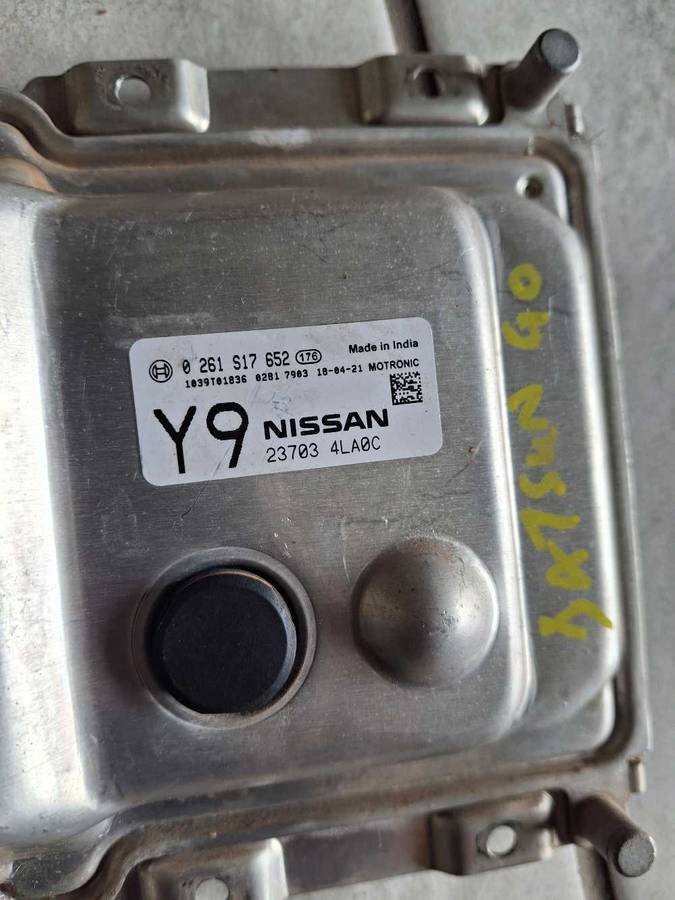 0 261 S17 652 176 Made in India
1039T01836 0281 7903 18-04-21 MOTRONIC
Y9 NISSAN
23703 4LA0C
DATSUN GO